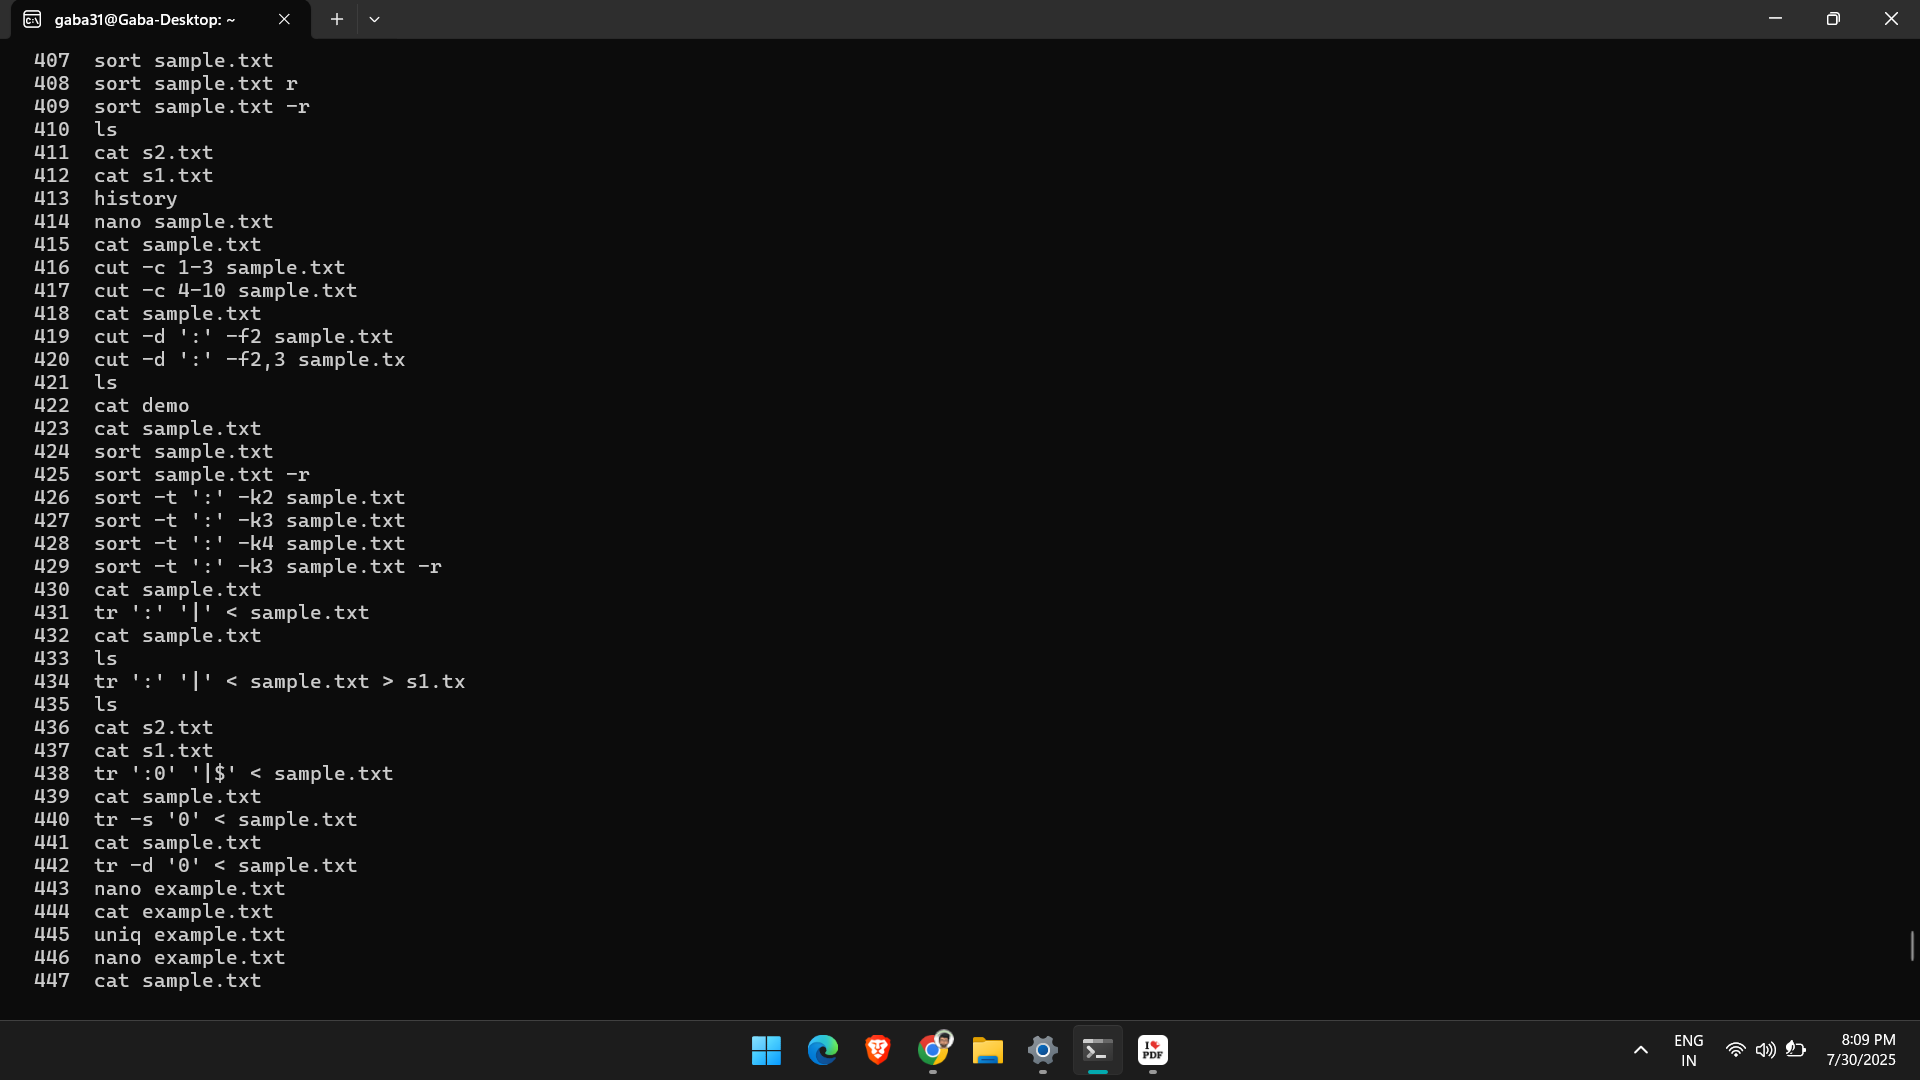 gaba31@Gaba-Desktop: ~
407 sort sample.txt
408 sort sample.txt r
409 sort sample.txt -r
410 ls
411 cat s2.txt
412 cat s1.txt
413 history
414 nano sample.txt
415 cat sample.txt
416 cut -c 1-3 sample.txt
417 cut -c 4-10 sample.txt
418 cat sample.txt
419 cut -d ':' -f2 sample.txt
420 cut -d ':' -f2,3 sample.tx
421 ls
422 cat demo
423 cat sample.txt
424 sort sample.txt
425 sort sample.txt -r
426 sort -t ':' -k2 sample.txt
427 sort -t ':' -k3 sample.txt
428 sort -t ':' -k4 sample.txt
429 sort -t ':' -k3 sample.txt -r
430 cat sample.txt
431 tr ':' '|' < sample.txt
432 cat sample.txt
433 ls
434 tr ':' '|' < sample.txt > s1.tx
435 ls
436 cat s2.txt
437 cat s1.txt
438 tr ':0' '|$' < sample.txt
439 cat sample.txt
440 tr -s '0' < sample.txt
441 cat sample.txt
442 tr -d '0' < sample.txt
443 nano example.txt
444 cat example.txt
445 uniq example.txt
446 nano example.txt
447 cat sample.txt
I PDF
ENG
IN
8:09 PM
7/30/2025